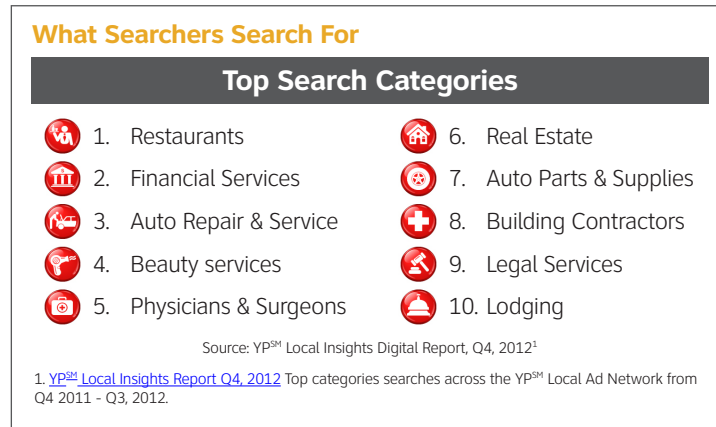 What Searchers Search For
Top Search Categories
1. Restaurants
2. Financial Services
3. Auto Repair & Service
4. Beauty services
5. Physicians & Surgeons
6. Real Estate
7. Auto Parts & Supplies
8. Building Contractors
9. Legal Services
10. Lodging
Source: YP℠ Local Insights Digital Report, Q4, 2012¹
1. YP℠ Local Insights Report Q4, 2012 Top categories searches across the YP℠ Local Ad Network from
Q4 2011 - Q3, 2012.